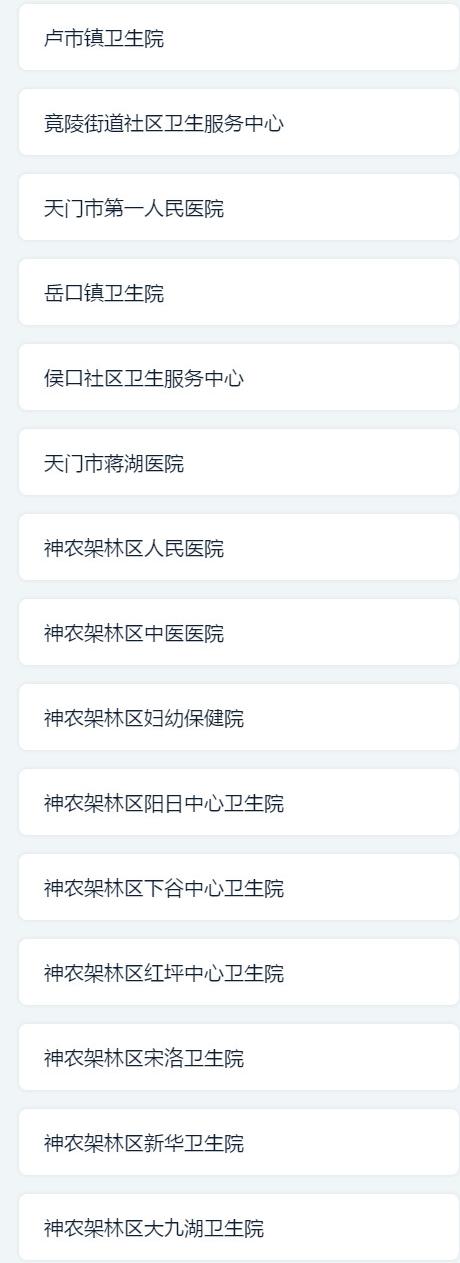 卢市镇卫生院
竟陵街道社区卫生服务中心
天门市第一人民医院
岳口镇卫生院
侯口社区卫生服务中心
天门市蒋湖医院
神农架林区人民医院
神农架林区中医医院
神农架林区妇幼保健院
神农架林区阳日中心卫生院
神农架林区下谷中心卫生院
神农架林区红坪中心卫生院
神农架林区宋洛卫生院
神农架林区新华卫生院
神农架林区大九湖卫生院